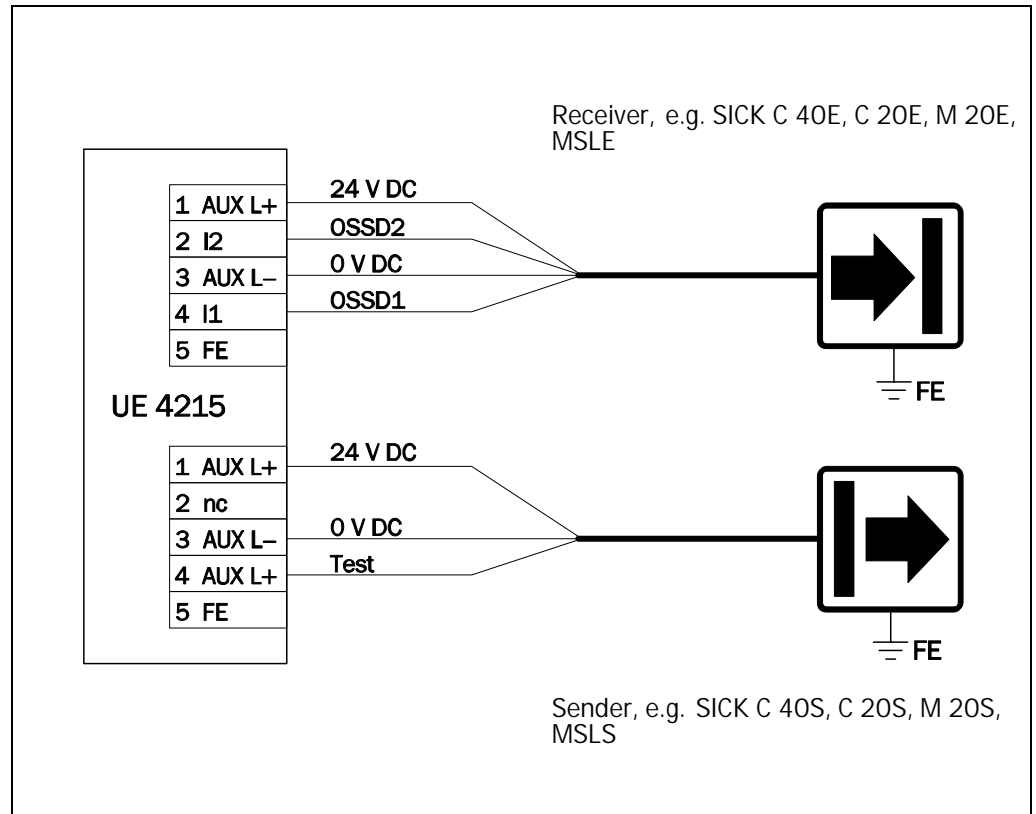 Receiver, e.g. SICK C 40E, C 20E, M 20E,
MSLE
1 AUX L+
24 V DC
2 I2
OSSD2
3 AUX L−
0 V DC
4 I1
OSSD1
5 FE
FE
UE 4215
1 AUX L+
24 V DC
2 nc
3 AUX L−
0 V DC
4 AUX L+
Test
5 FE
FE
Sender, e.g. SICK C 40S, C 20S, M 20S,
MSLS